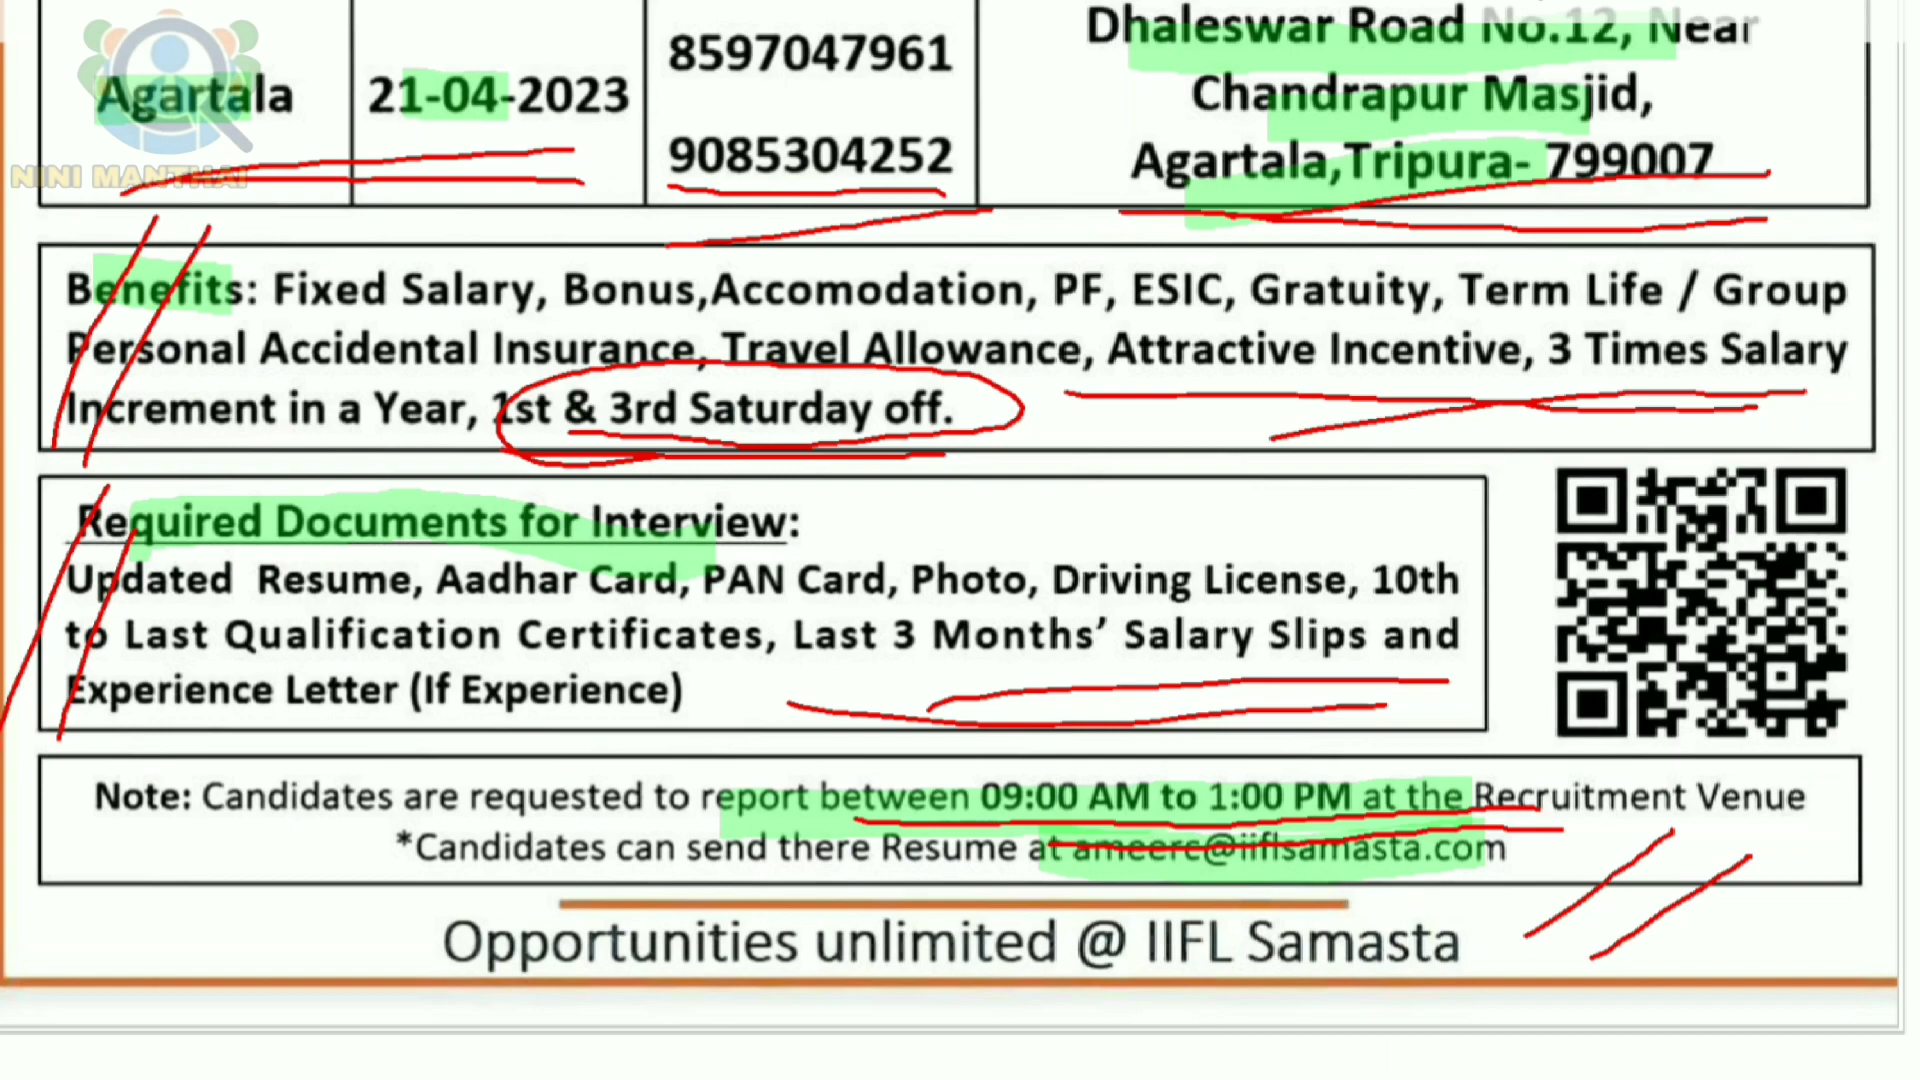 NINI MANTHAI
Agartala
21-04-2023
8597047961
9085304252
Dhaleswar Road No.12, Near
Chandrapur Masjid,
Agartala,Tripura- 799007
Benefits: Fixed Salary, Bonus,Accomodation, PF, ESIC, Gratuity, Term Life / Group
Personal Accidental Insurance, Travel Allowance, Attractive Incentive, 3 Times Salary
Increment in a Year, 1st & 3rd Saturday off.
Required Documents for Interview:
Updated Resume, Aadhar Card, PAN Card, Photo, Driving License, 10th
to Last Qualification Certificates, Last 3 Months’ Salary Slips and
Experience Letter (If Experience)
Note: Candidates are requested to report between 09:00 AM to 1:00 PM at the Recruitment Venue
*Candidates can send there Resume at ameerc@iiflsamasta.com
Opportunities unlimited @ IIFL Samasta